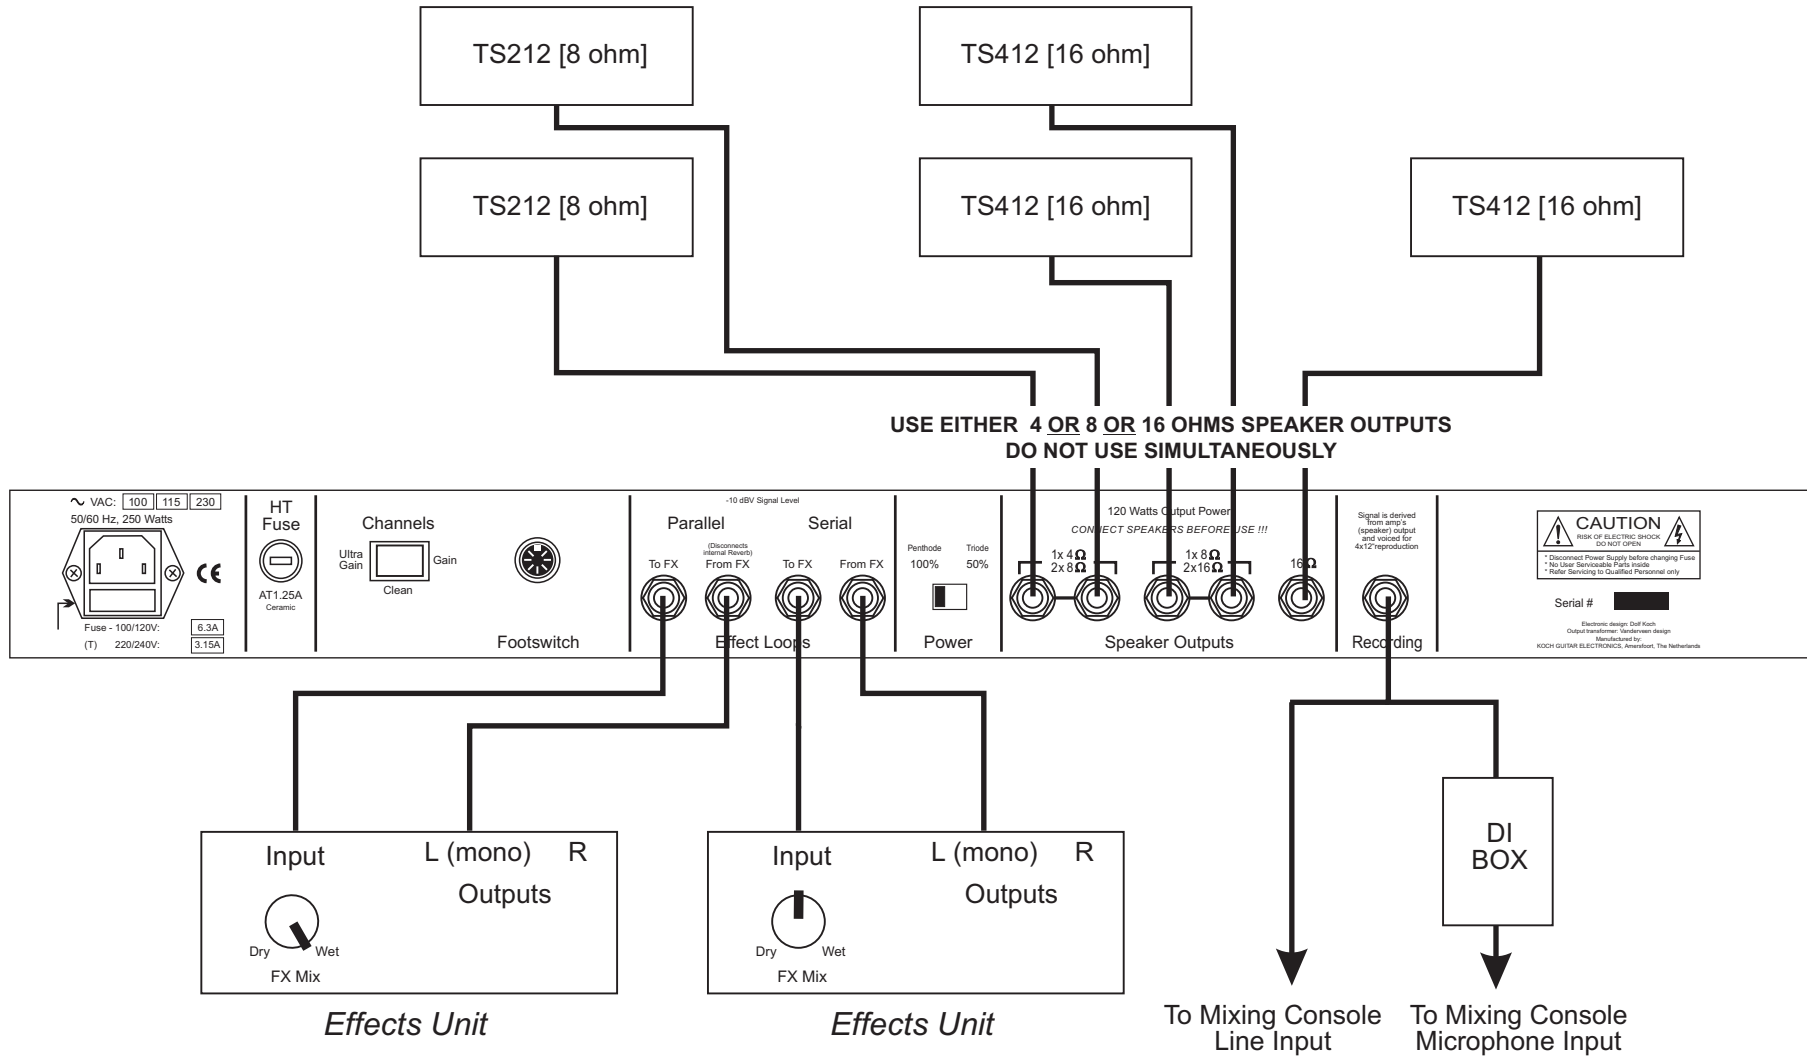 TS212 [8 ohm]
TS412 [16 ohm]
TS212 [8 ohm]
TS412 [16 ohm]
TS412 [16 ohm]
USE EITHER 4 OR 8 OR 16 OHMS SPEAKER OUTPUTS
DO NOT USE SIMULTANEOUSLY
~ VAC: 100 115 230
50/60 Hz, 250 Watts
CE
Fuse - 100/120V: 6.3A
(T) 220/240V: 3.15A
HT
Fuse
AT1.25A
Ceramic
Channels
Ultra
Gain
Gain
Clean
Footswitch
-10 dBV Signal Level
Parallel
Serial
(Disconnects
internal Reverb)
To FX
From FX
To FX
From FX
Effect Loops
Penthode
100%
Triode
50%
Power
120 Watts Output Power
CONNECT SPEAKERS BEFORE USE !!!
1x 4Ω
2x 8Ω
1x 8Ω
2x16Ω
16Ω
Speaker Outputs
Signal is derived
from amp's
(speaker) output
and voiced for
4x12"reproduction
Recording
CAUTION
RISK OF ELECTRIC SHOCK
DO NOT OPEN
* Disconnect Power Supply before changing Fuse
* No User Serviceable Parts inside
* Refer Servicing to Qualified Personnel only
Serial #
Electronic design: Dolf Koch
Output transformer: Vanderveen design
Manufactured by:
KOCH GUITAR ELECTRONICS, Amersfoort, The Netherlands
Input
L (mono)
R
Outputs
Dry
Wet
FX Mix
Effects Unit
Input
L (mono)
R
Outputs
Dry
Wet
FX Mix
Effects Unit
DI
BOX
To Mixing Console
Line Input
To Mixing Console
Microphone Input